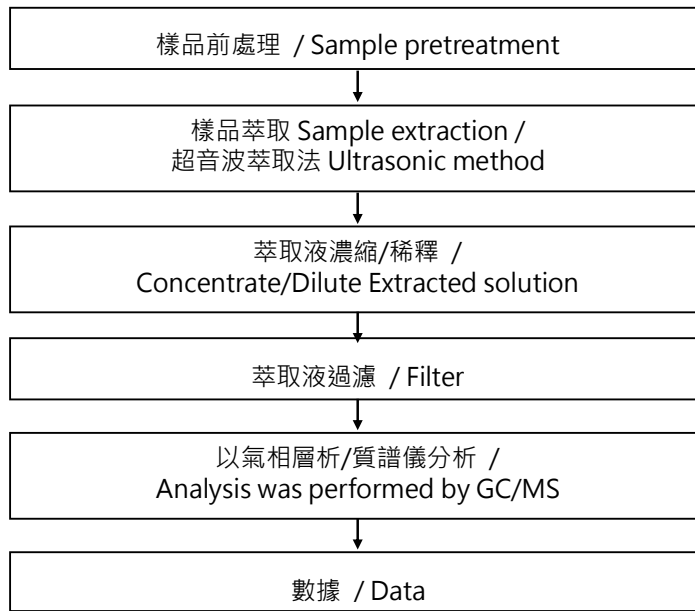 樣品前處理 / Sample pretreatment
樣品萃取 Sample extraction /
超音波萃取法 Ultrasonic method
萃取液濃縮/稀釋 /
Concentrate/Dilute Extracted solution
萃取液過濾 / Filter
以氣相層析/質譜儀分析 /
Analysis was performed by GC/MS
數據 / Data